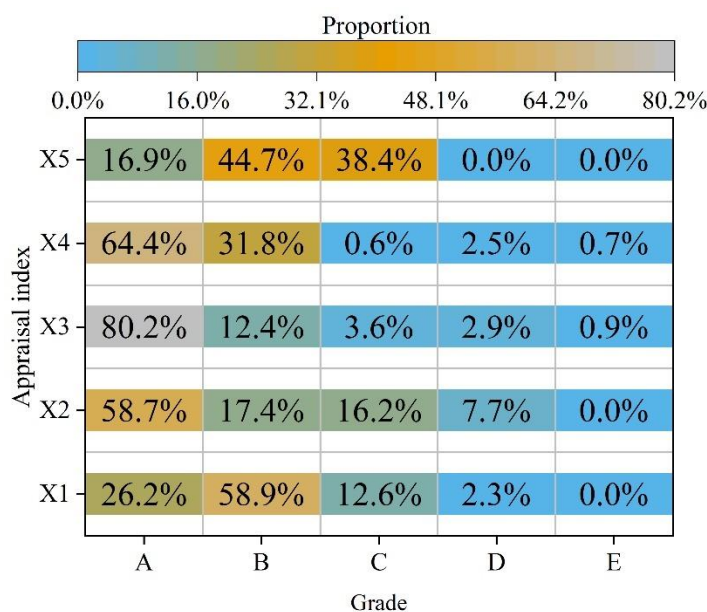 Proportion
0.0% 16.0% 32.1% 48.1% 64.2% 80.2%
X5 16.9% 44.7% 38.4% 0.0% 0.0%
X4 64.4% 31.8% 0.6% 2.5% 0.7%
X3 80.2% 12.4% 3.6% 2.9% 0.9%
X2 58.7% 17.4% 16.2% 7.7% 0.0%
X1 26.2% 58.9% 12.6% 2.3% 0.0%
Appraisal index
A B C D E
Grade